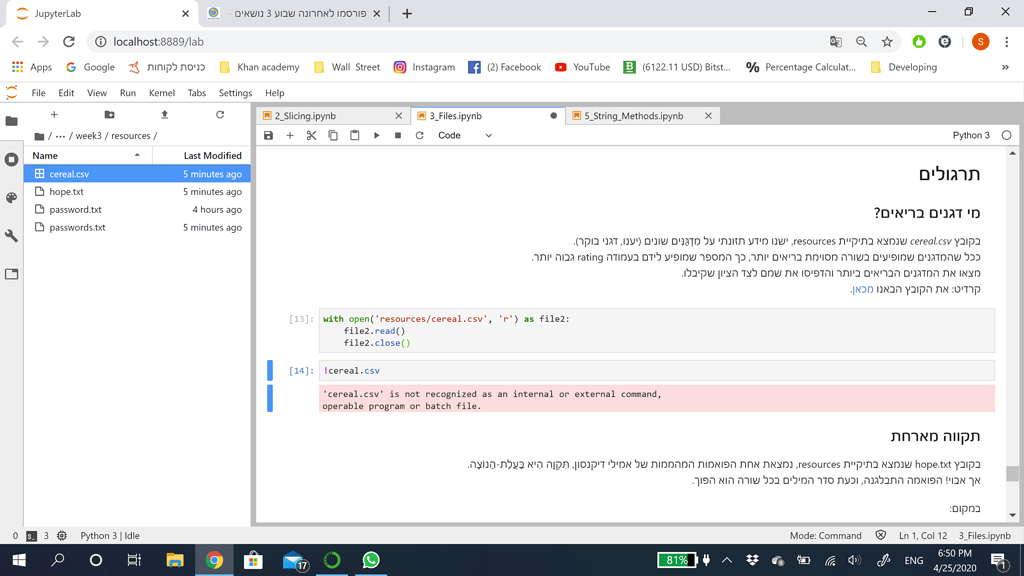 JupyterLab
פורסמו לאחרונה שבוע 3 נושאים
localhost:8889/lab
Apps
Google
כניסת לקוחות
Khan academy
Wall Street
Instagram
(2) Facebook
YouTube
(6122.11 USD) Bitst...
Percentage Calculat...
Developing
»
File Edit View Run Kernel Tabs Settings Help
/ ··· / week3 / resources /
Name Last Modified
cereal.csv 5 minutes ago
hope.txt 5 minutes ago
password.txt 4 hours ago
passwords.txt 5 minutes ago
2_Slicing.ipynb
3_Files.ipynb
5_String_Methods.ipynb
Code
Python 3
תרגולים
מי דגנים בריאים?
בקובץ cereal.csv שנמצא בתיקיית resources, ישנו מידע תזונתי על מִדְגָּנִים שונים (יענו, דגני בוקר).
ככל שהמדגנים שמופיעים בשורה מסוימת בריאים יותר, כך המספר שמופיע לידם בעמודה rating גבוה יותר.
מצאו את המדגנים הבריאים ביותר והדפיסו את שמם לצד הציון שקיבלו.
קרדיט: את הקובץ הבאנו מכאן.
[13]: with open('resources/cereal.csv', 'r') as file2:
file2.read()
file2.close()
[14]: !cereal.csv
'cereal.csv' is not recognized as an internal or external command,
operable program or batch file.
תקווה מארחת
בקובץ hope.txt שנמצא בתיקיית resources, נמצאת אחת הפואמות המהממות של אמילי דיקנסון, תִּקְוָה הִיא בַּעֲלַת-הַנּוֹצָה.
אך אבוי! הפואמה התבלגנה, וכעת סדר המילים בכל שורה הוא הפוך.
במקום:
0 3 Python 3 | Idle
Mode: Command Ln 1, Col 12 3_Files.ipynb
17
81%
ENG
6:50 PM
4/25/2020
1